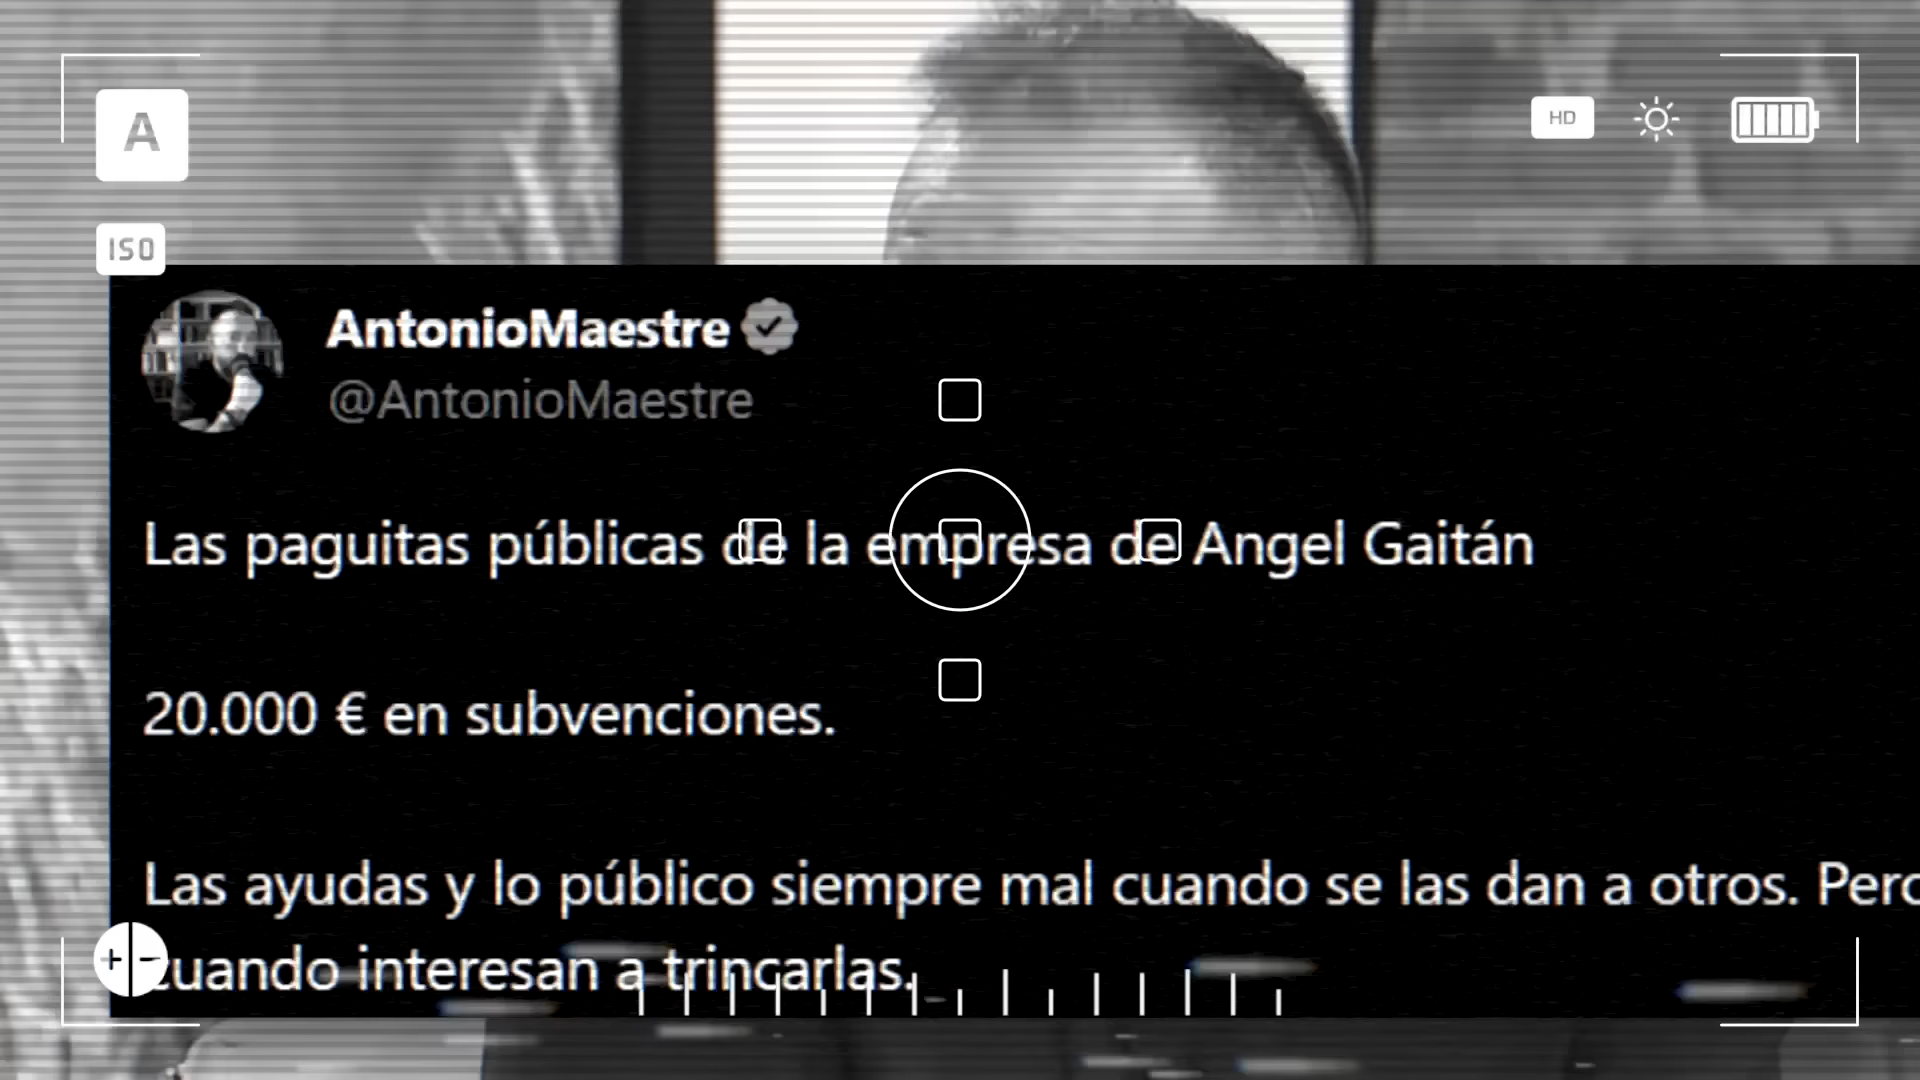 A
HD
ISO
AntonioMaestre
@AntonioMaestre
Las paguitas públicas de la empresa de Angel Gaitán
20.000 € en subvenciones.
Las ayudas y lo público siempre mal cuando se las dan a otros. Pero
cuando interesan a trincarlas.